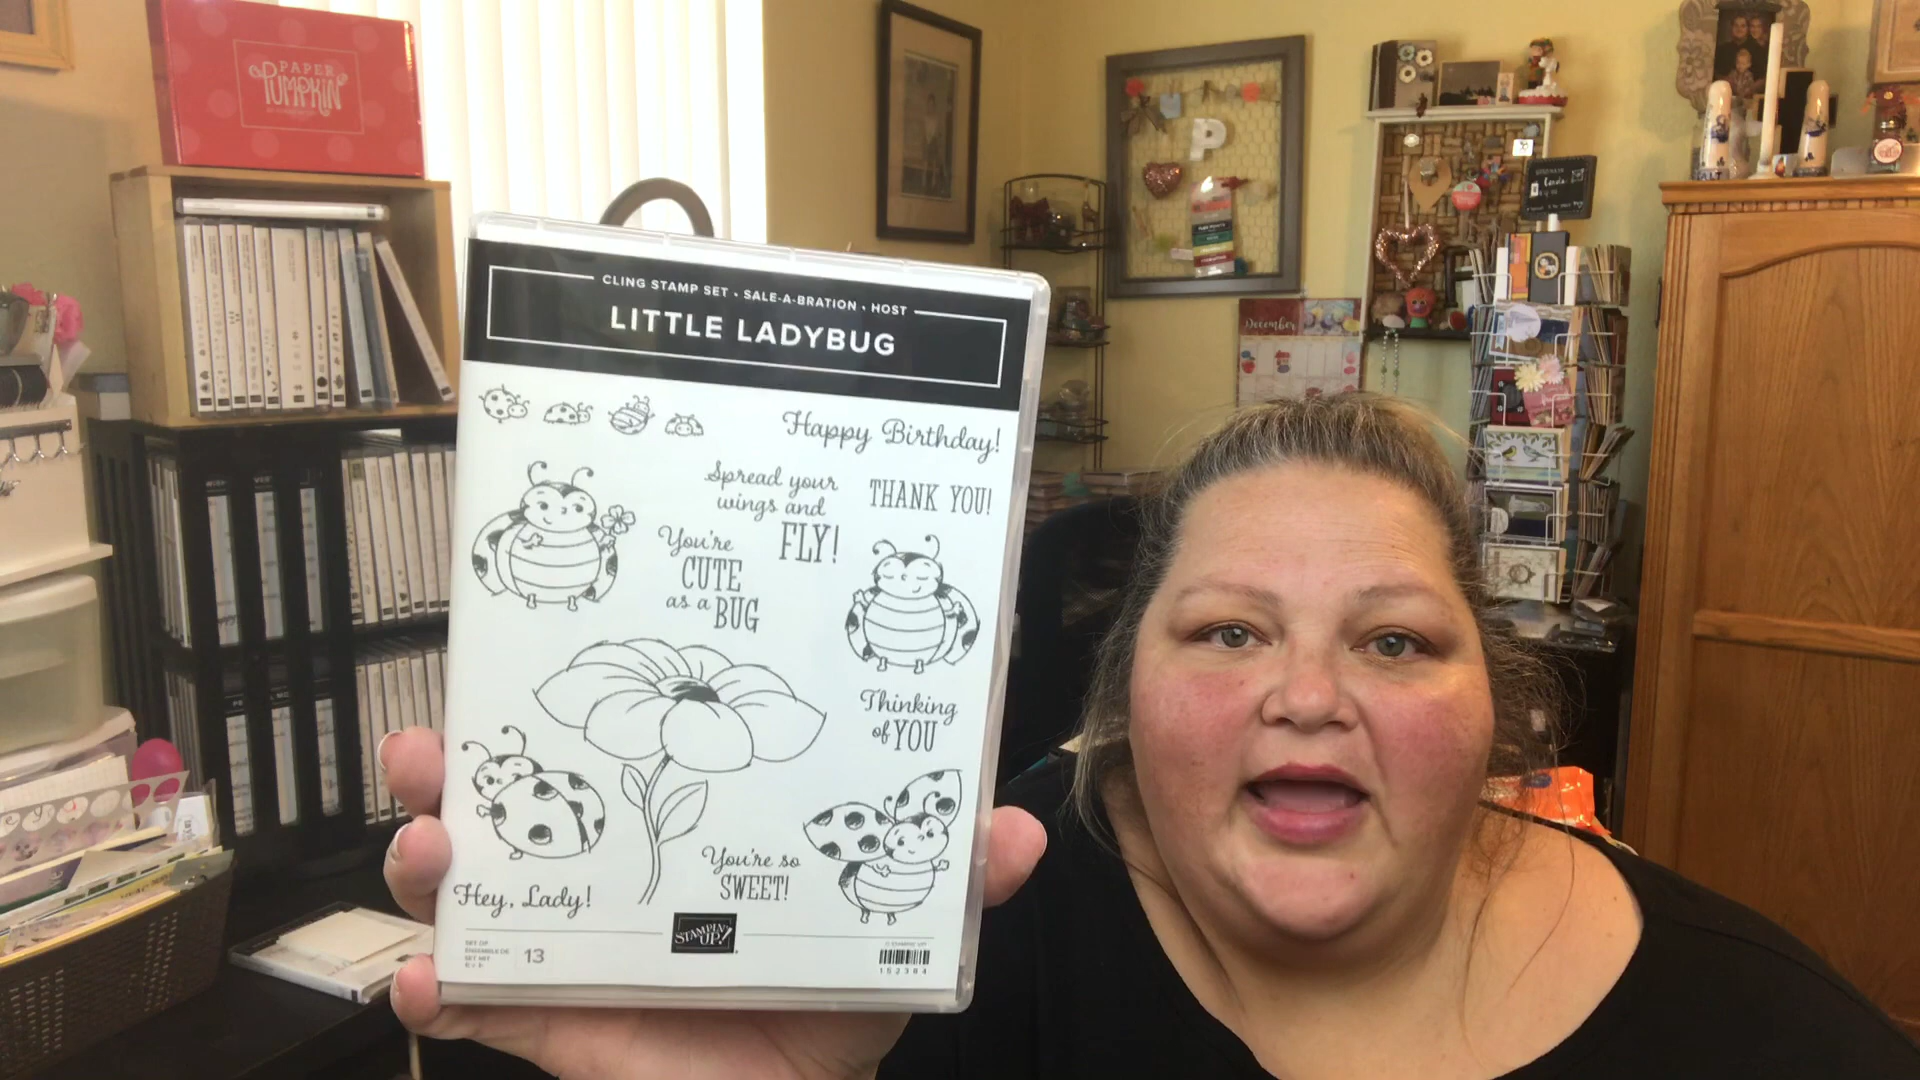 PAPER
PUMPKIN
CLING STAMP SET • SALE-A-BRATION • HOST
LITTLE LADYBUG
Happy Birthday!
Spread your
wings and
FLY!
THANK YOU!
You're
CUTE
as a
BUG
Thinking
of YOU
You're so
SWEET!
Hey, Lady!
STAMPIN' UP!
SET OF
13
152384
P
December